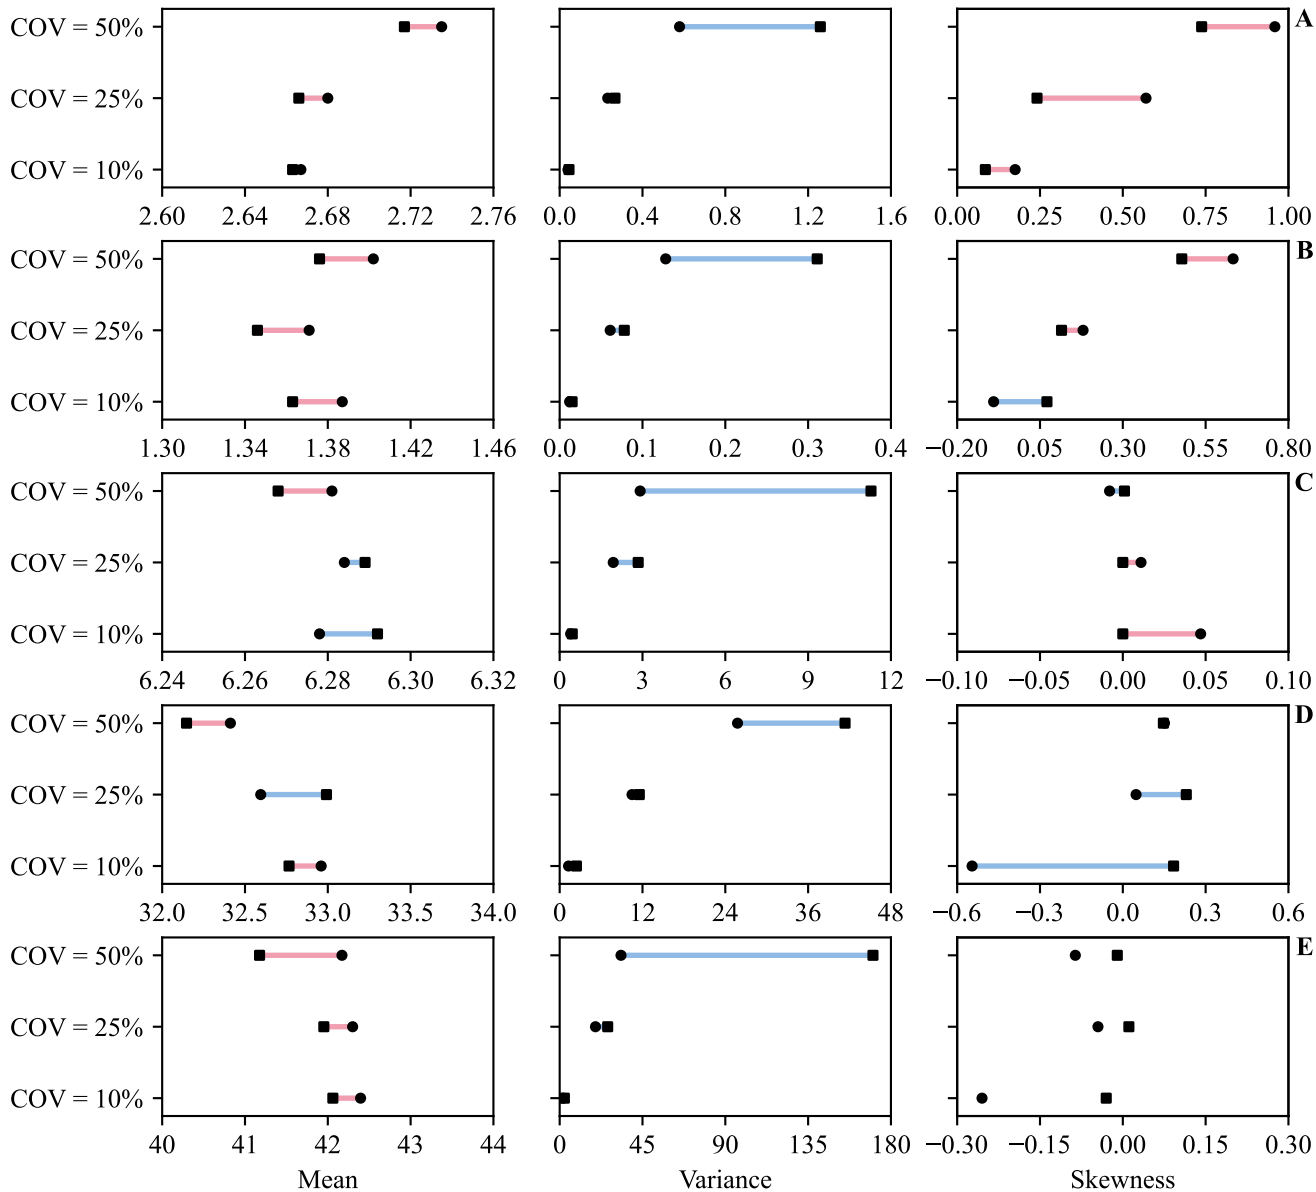 COV = 50% A
COV = 25%
COV = 10%
2.60 2.64 2.68 2.72 2.76 0.0 0.4 0.8 1.2 1.6 0.00 0.25 0.50 0.75 1.00
COV = 50% B
COV = 25%
COV = 10%
1.30 1.34 1.38 1.42 1.46 0.0 0.1 0.2 0.3 0.4 −0.20 0.05 0.30 0.55 0.80
COV = 50% C
COV = 25%
COV = 10%
6.24 6.26 6.28 6.30 6.32 0 3 6 9 12 −0.10 −0.05 0.00 0.05 0.10
COV = 50% D
COV = 25%
COV = 10%
32.0 32.5 33.0 33.5 34.0 0 12 24 36 48 −0.6 −0.3 0.0 0.3 0.6
COV = 50% E
COV = 25%
COV = 10%
40 41 42 43 44 0 45 90 135 180 −0.30 −0.15 0.00 0.15 0.30
Mean Variance Skewness